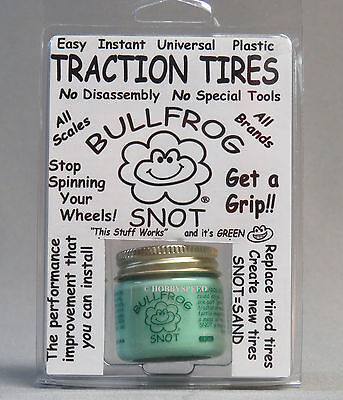 Easy Instant Universal Plastic
TRACTION TIRES
No Disassembly No Special Tools
All Scales
BULLFROG
All Brands
Stop
Spinning
Your
Wheels!
SNOT ®
Get a
Grip!!
"This Stuff Works" and it's GREEN
The performance
improvement that
you can install
Replace tired tires
Create new tires
SNOT=SAND
© HOBBYSPEED
BULLFROG
SNOT